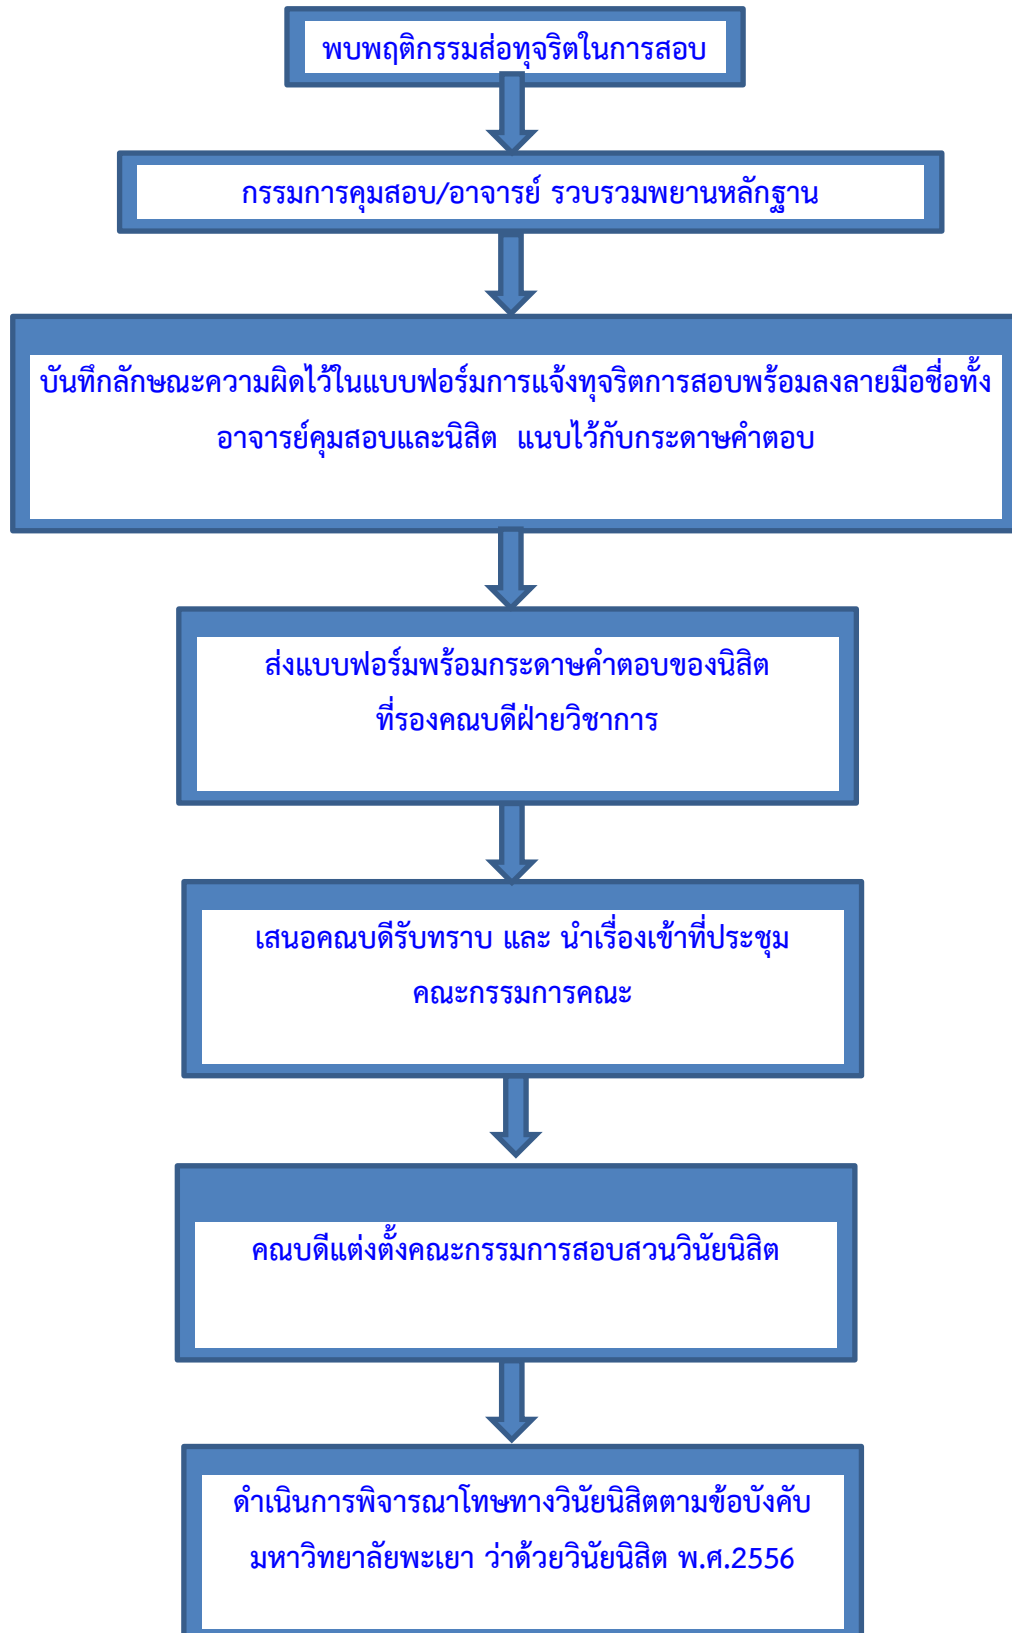 พบพฤติกรรมส่อทุจริตในการสอบ
กรรมการคุมสอบ/อาจารย์ รวบรวมพยานหลักฐาน
บันทึกลักษณะความผิดไว้ในแบบฟอร์มการแจ้งทุจริตการสอบพร้อมลงลายมือชื่อทั้ง
อาจารย์คุมสอบและนิสิต แนบไว้กับกระดาษคำตอบ
ส่งแบบฟอร์มพร้อมกระดาษคำตอบของนิสิต
ที่รองคณบดีฝ่ายวิชาการ
เสนอคณบดีรับทราบ และ นำเรื่องเข้าที่ประชุม
คณะกรรมการคณะ
คณบดีแต่งตั้งคณะกรรมการสอบสวนวินัยนิสิต
ดำเนินการพิจารณาโทษทางวินัยนิสิตตามข้อบังคับ
มหาวิทยาลัยพะเยา ว่าด้วยวินัยนิสิต พ.ศ.2556